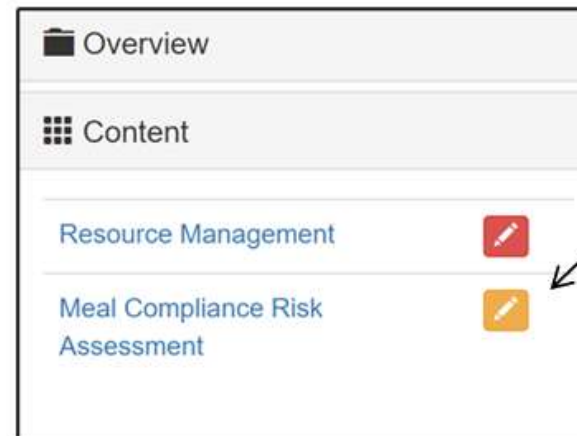 Overview
Content
Resource Management
Meal Compliance Risk
Assessment